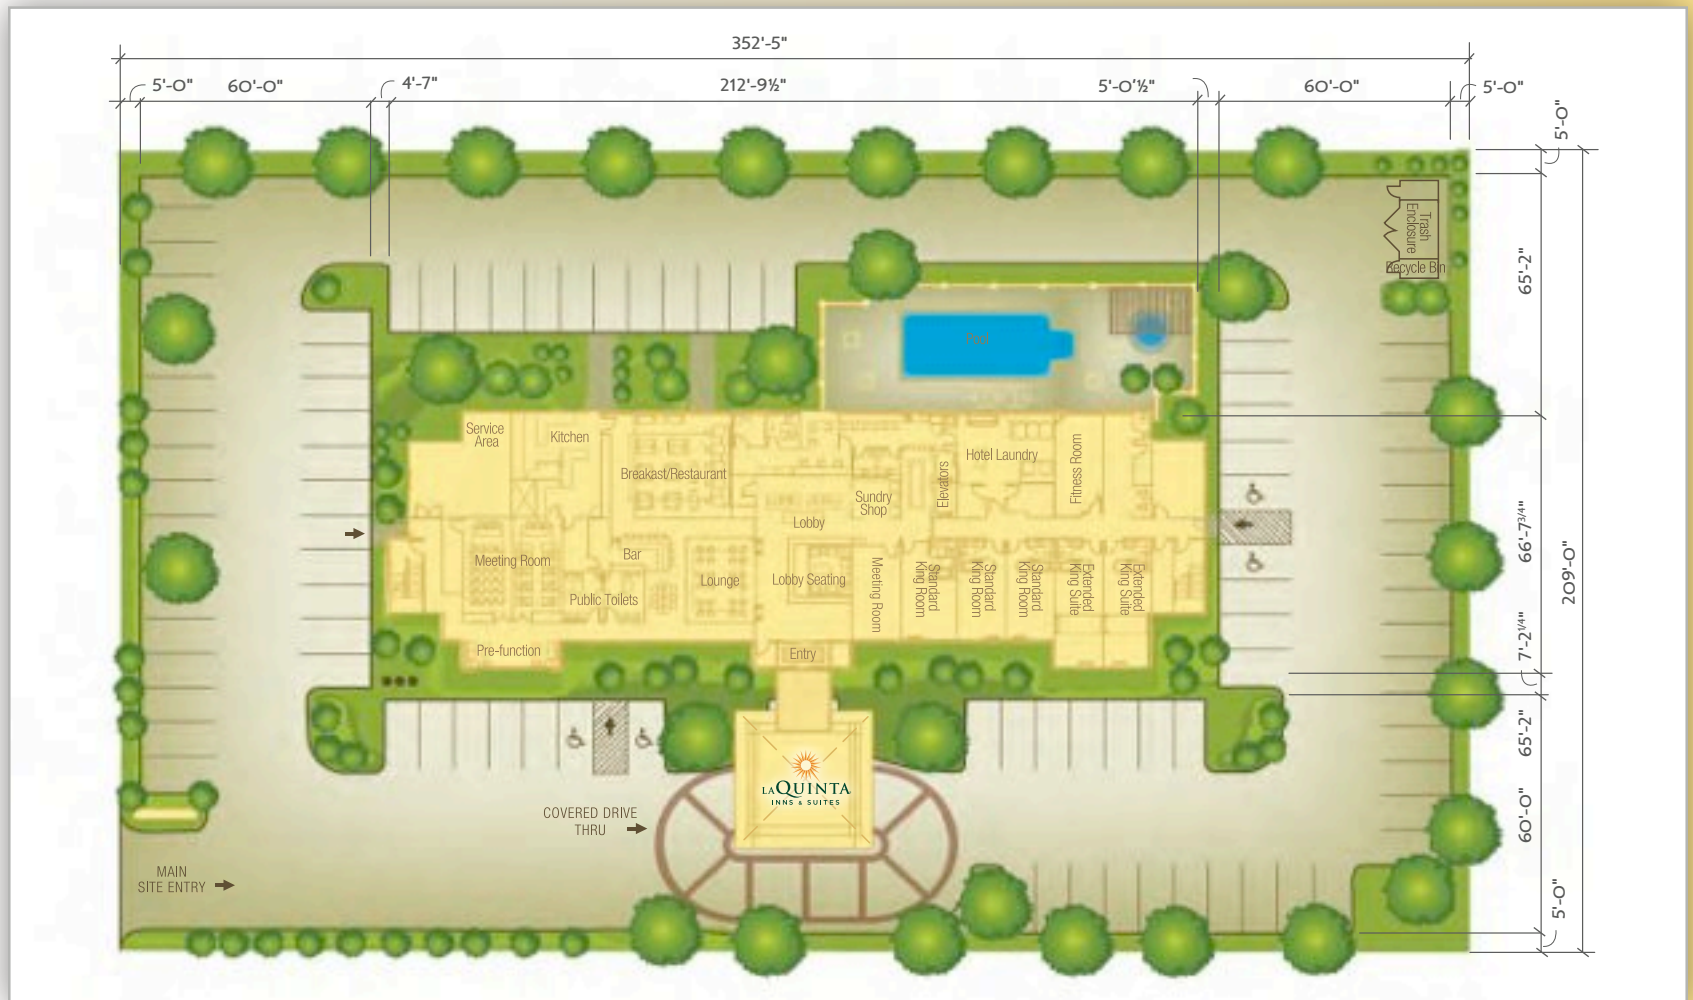 352'-5"
5'-0"
60'-0"
4'-7"
212'-9½"
5'-0'½"
60'-0"
5'-0"
5'-0"
65'-2"
66'-7¾"
209'-0"
7'-2¼"
65'-2"
60'-0"
5'-0"
Trash
Enclosure
Recycle Bin
Pool
Service
Area
Kitchen
Breakast/Restaurant
Sundry
Shop
Elevators
Hotel Laundry
Fitness Room
Lobby
Meeting Room
Bar
Public Toilets
Lounge
Lobby Seating
Meeting Room
Standard
King Room
Standard
King Room
Standard
King Room
Extended
King Suite
Extended
King Suite
Pre-function
Entry
LAQUINTA
INNS & SUITES
COVERED DRIVE
THRU
MAIN
SITE ENTRY